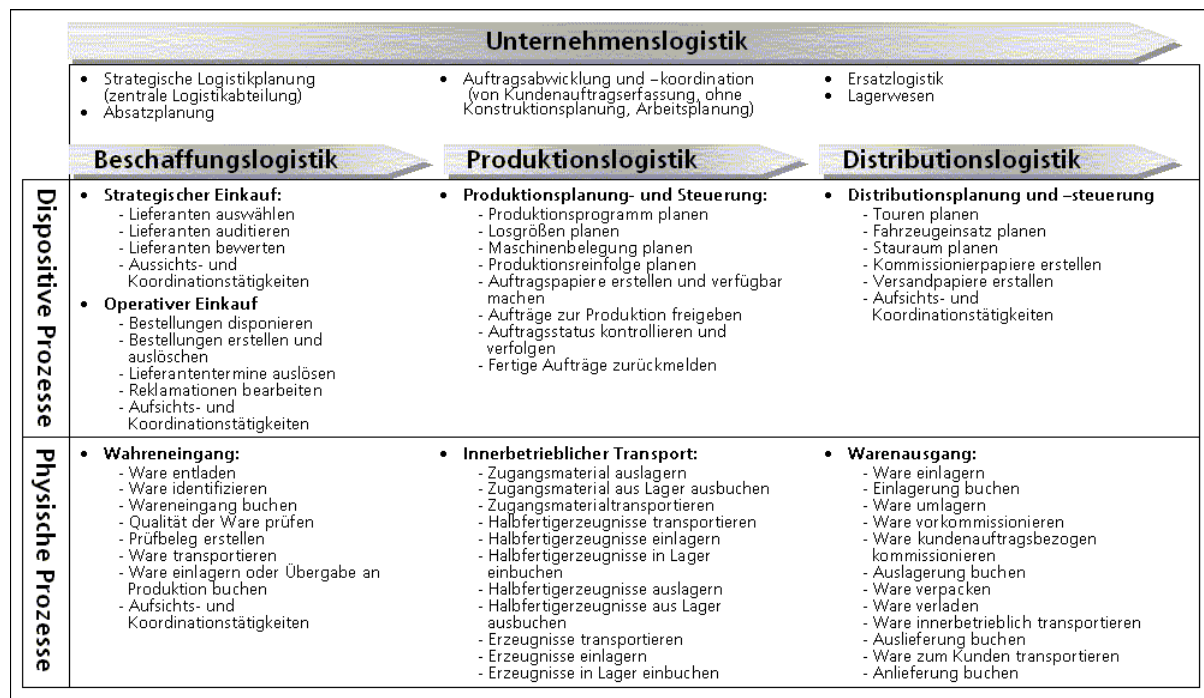 Unternehmenslogistik
• Strategische Logistikplanung
(zentrale Logistikabteilung)
• Absatzplanung
• Auftragsabwicklung und –koordination
(von Kundenauftragserfassung, ohne
Konstruktionsplanung, Arbeitsplanung)
• Ersatzlogistik
• Lagerwesen
Beschaffungslogistik
Produktionslogistik
Distributionslogistik
Dispositive Prozesse
• Strategischer Einkauf:
- Lieferanten auswählen
- Lieferanten auditieren
- Lieferanten bewerten
- Aussichts- und
Koordinationstätigkeiten
• Operativer Einkauf
- Bestellungen disponieren
- Bestellungen erstellen und
auslöschen
- Lieferantentermine auslösen
- Reklamationen bearbeiten
- Aufsichts- und
Koordinationstätigkeiten
• Produktionsplanung- und Steuerung:
- Produktionsprogramm planen
- Losgrößen planen
- Maschinenbelegung planen
- Produktionsreinfolge planen
- Auftragspapiere erstellen und verfügbar
machen
- Aufträge zur Produktion freigeben
- Auftragsstatus kontrollieren und
verfolgen
- Fertige Aufträge zurückmelden
• Distributionsplanung und –steuerung
- Touren planen
- Fahrzeugeinsatz planen
- Stauraum planen
- Kommissionierpapiere erstellen
- Versandpapiere erstallen
- Aufsichts- und
Koordinationstätigkeiten
Physische Prozesse
• Wahreneingang:
- Ware entladen
- Ware identifizieren
- Wareneingang buchen
- Qualität der Ware prüfen
- Prüfbeleg erstellen
- Ware transportieren
- Ware einlagern oder Übergabe an
Produktion buchen
- Aufsichts- und
Koordinationstätigkeiten
• Innerbetrieblicher Transport:
- Zugangsmaterial auslagern
- Zugangsmaterial aus Lager ausbuchen
- Zugangsmaterialtransportieren
- Halbfertigerzeugnisse transportieren
- Halbfertigerzeugnisse einlagern
- Halbfertigerzeugnisse in Lager
einbuchen
- Halbfertigerzeugnisse auslagern
- Halbfertigerzeugnisse aus Lager
ausbuchen
- Erzeugnisse transportieren
- Erzeugnisse einlagern
- Erzeugnisse in Lager einbuchen
• Warenausgang:
- Ware einlagern
- Einlagerung buchen
- Ware umlagern
- Ware vorkommissionieren
- Ware kundenauftragsbezogen
kommissionieren
- Auslagerung buchen
- Ware verpacken
- Ware verladen
- Ware innerbetrieblich transportieren
- Auslieferung buchen
- Ware zum Kunden transportieren
- Anlieferung buchen